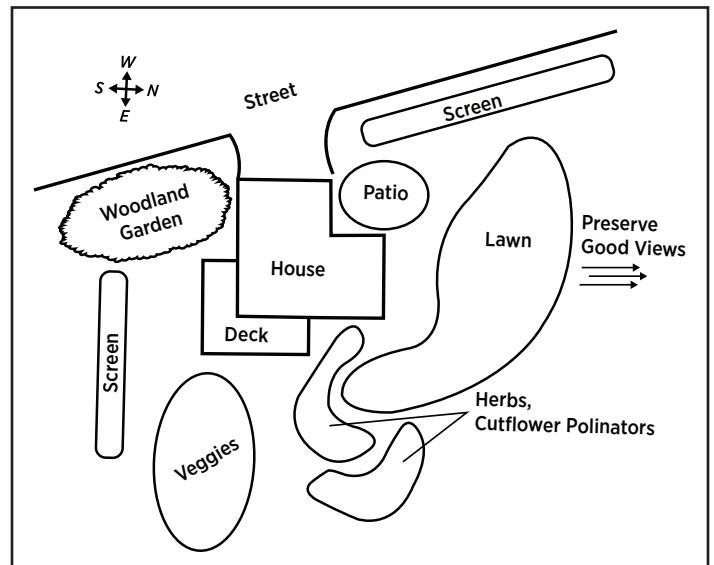 W
S N
E
Street
Screen
Woodland
Garden
Patio
Lawn
Preserve
Good Views
House
Deck
Screen
Veggies
Herbs,
Cutflower Polinators